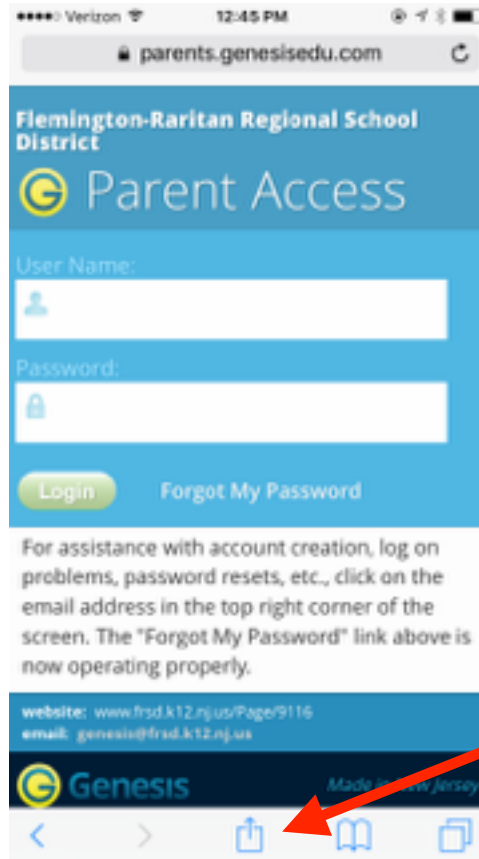 Verizon 12:45 PM
parents.genesisedu.com
Flemington-Raritan Regional School
District
G Parent Access
User Name:
Password:
Login Forgot My Password
For assistance with account creation, log on
problems, password resets, etc., click on the
email address in the top right corner of the
screen. The "Forgot My Password" link above is
now operating properly.
website: www.frsd.k12.nj.us/Page/9116
email: genesis@frsd.k12.nj.us
G Genesis Made in New Jersey